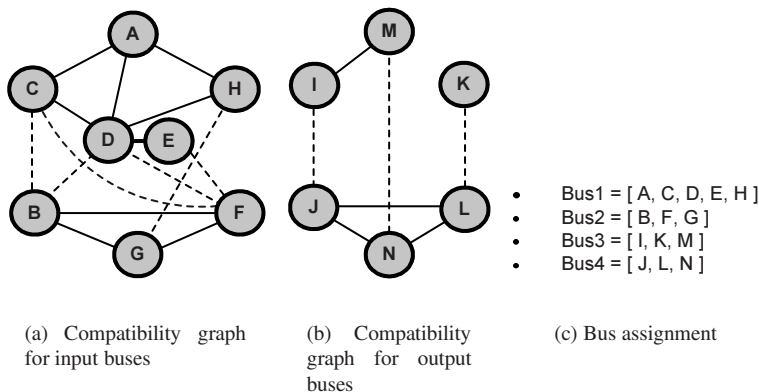 A
C
H
D
E
B
F
G
M
I
K
J
L
N
• Bus1 = [ A, C, D, E, H ]
• Bus2 = [ B, F, G ]
• Bus3 = [ I, K, M ]
• Bus4 = [ J, L, N ]
(a) Compatibility graph
for input buses
(b) Compatibility
graph for output
buses
(c) Bus assignment